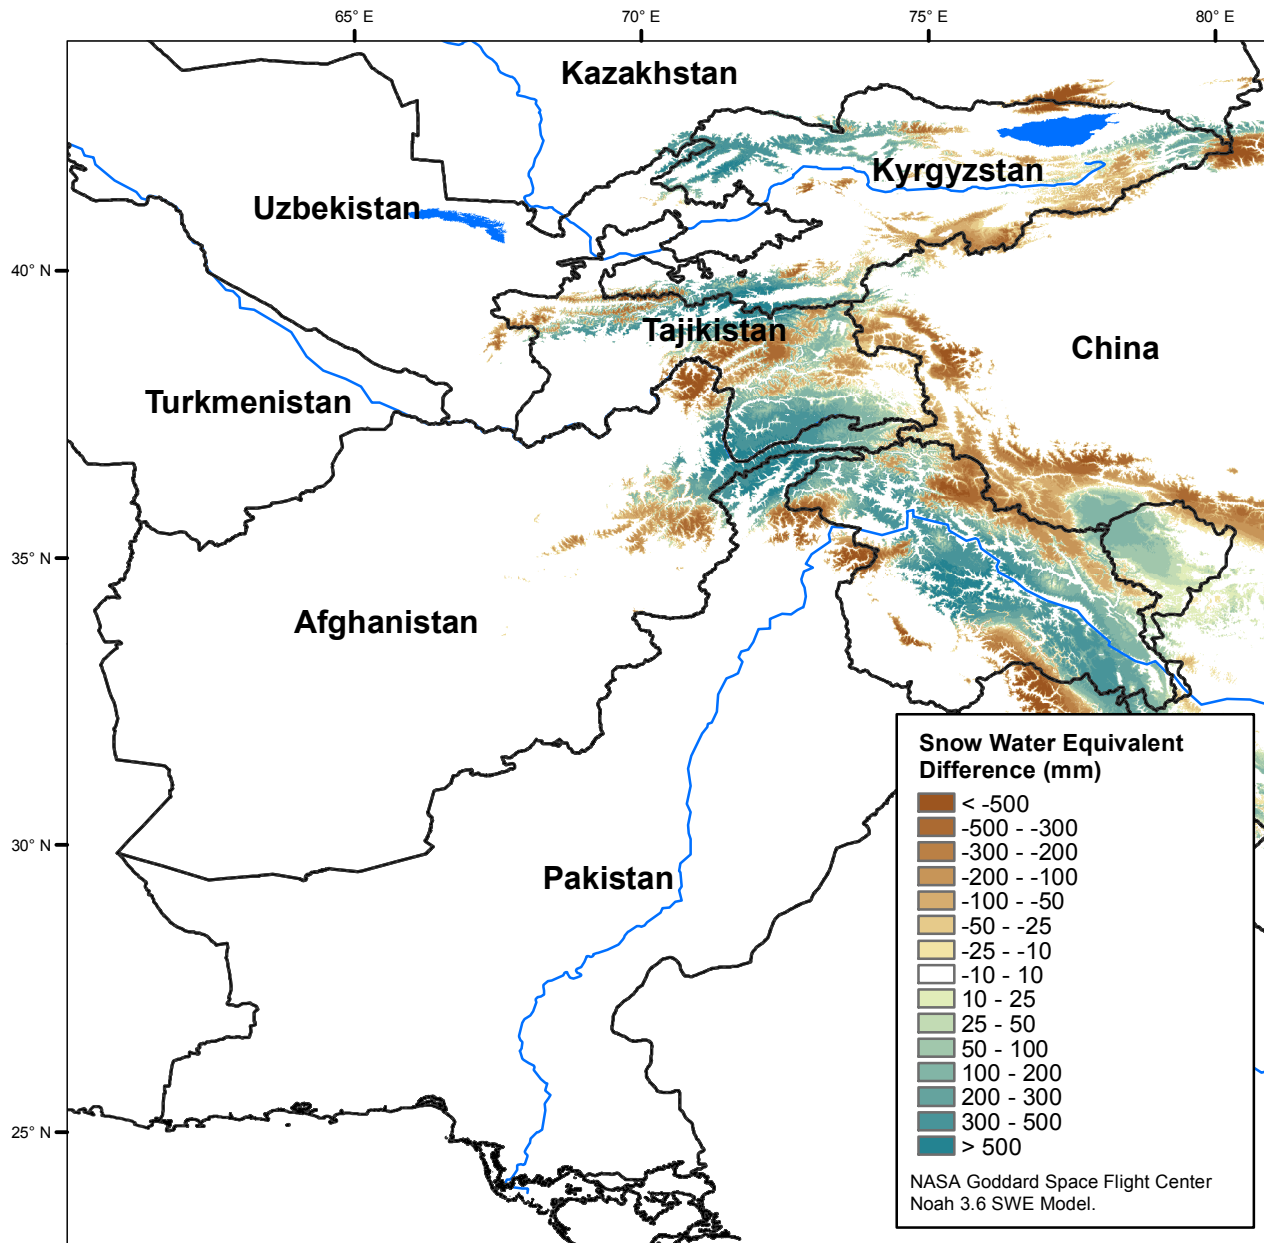 65° E
70° E
75° E
80° E
Kazakhstan
Kyrgyzstan
Uzbekistan
40° N
Tajikistan
China
Turkmenistan
35° N
Afghanistan
Snow Water Equivalent
Difference (mm)
< -500
-500 - -300
-300 - -200
-200 - -100
-100 - -50
-50 - -25
-25 - -10
-10 - 10
10 - 25
25 - 50
50 - 100
100 - 200
200 - 300
300 - 500
> 500
NASA Goddard Space Flight Center
Noah 3.6 SWE Model.
30° N
Pakistan
25° N